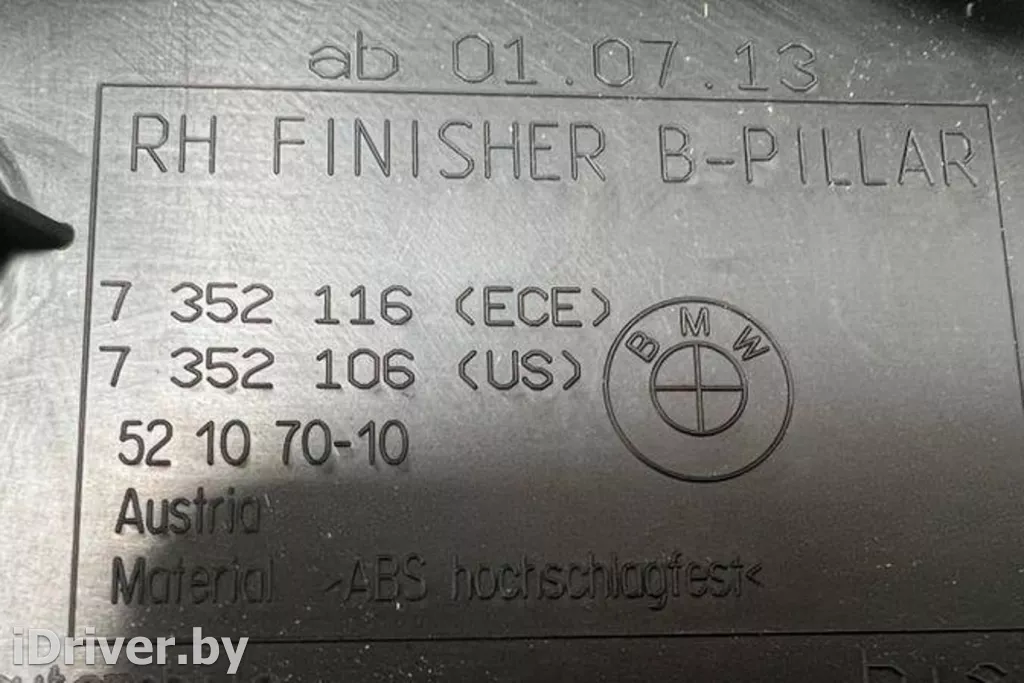 ab 01.07.13
RH FINISHER B-PILLAR
7 352 116 (ECE)
7 352 106 (US)
BMW
52 10 70-10
Austria
Material >ABS hochschlagfest<
iDriver.by